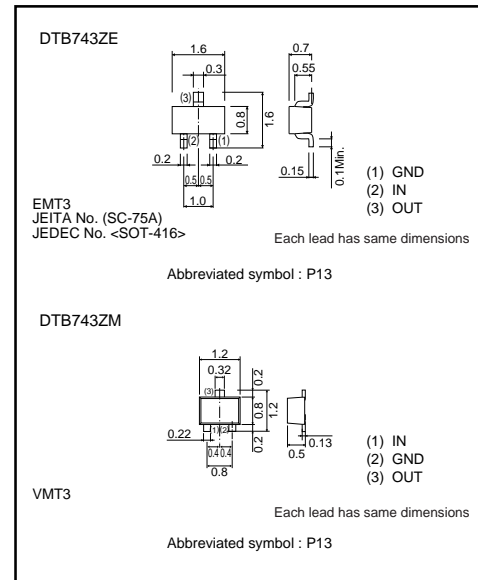 DTB743ZE
1.6
0.3
(3)
0.8
1.6
(2)
(1)
0.2
0.2
0.5 0.5
1.0
0.7
0.55
0.15
0.1Min.
(1) GND
(2) IN
(3) OUT
EMT3
JEITA No. (SC-75A)
JEDEC No. <SOT-416>
Each lead has same dimensions
Abbreviated symbol : P13
DTB743ZM
1.2
0.32
(3)
0.2
0.8
1.2
0.2
(1) (2)
0.22
0.4 0.4
0.8
0.13
0.5
(1) IN
(2) GND
(3) OUT
VMT3
Each lead has same dimensions
Abbreviated symbol : P13